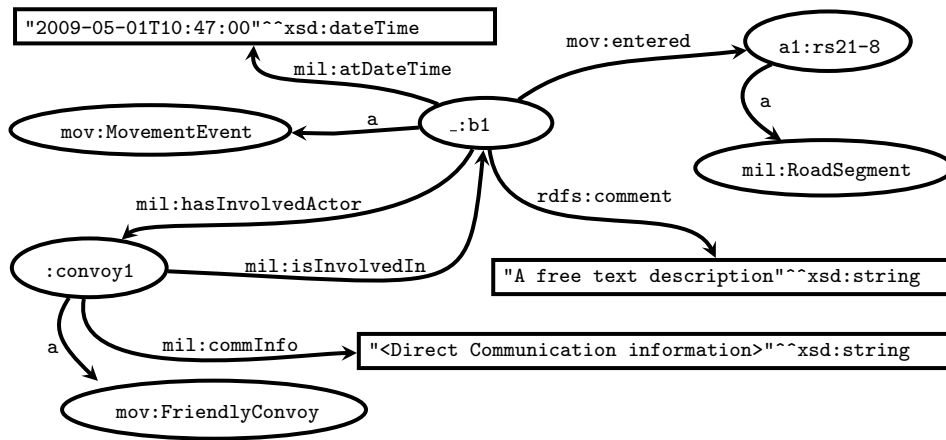 "2009-05-01T10:47:00"^^xsd:dateTime
mov:entered
a1:rs21-8
mil:atDateTime
a
mov:MovementEvent
a
_:b1
mil:RoadSegment
mil:hasInvolvedActor
rdfs:comment
:convoy1
mil:isInvolvedIn
"A free text description"^^xsd:string
a
mil:commInfo
"<Direct Communication information>"^^xsd:string
mov:FriendlyConvoy